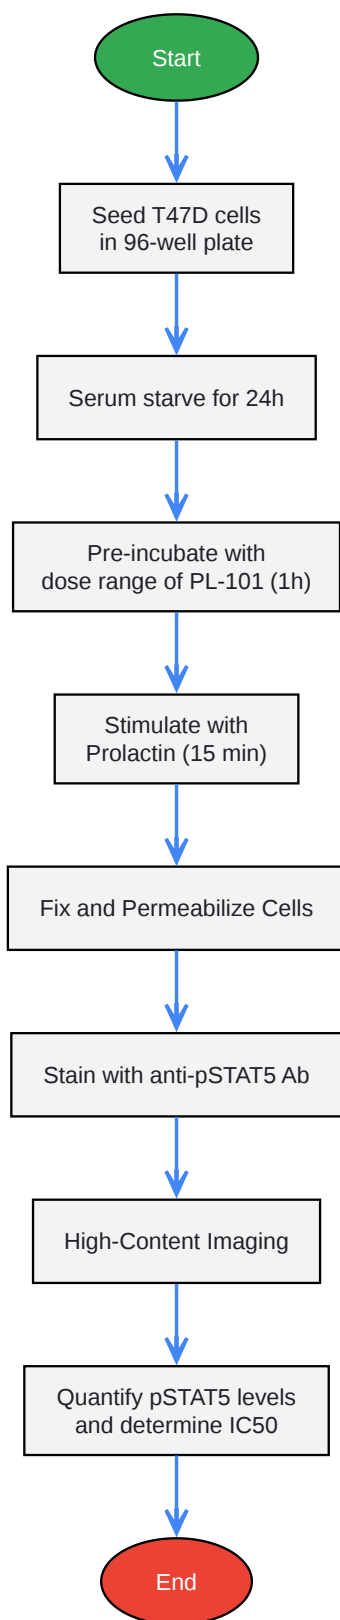 Start
Seed T47D cells
in 96-well plate
Serum starve for 24h
Pre-incubate with
dose range of PL-101 (1h)
Stimulate with
Prolactin (15 min)
Fix and Permeabilize Cells
Stain with anti-pSTAT5 Ab
High-Content Imaging
Quantify pSTAT5 levels
and determine IC50
End